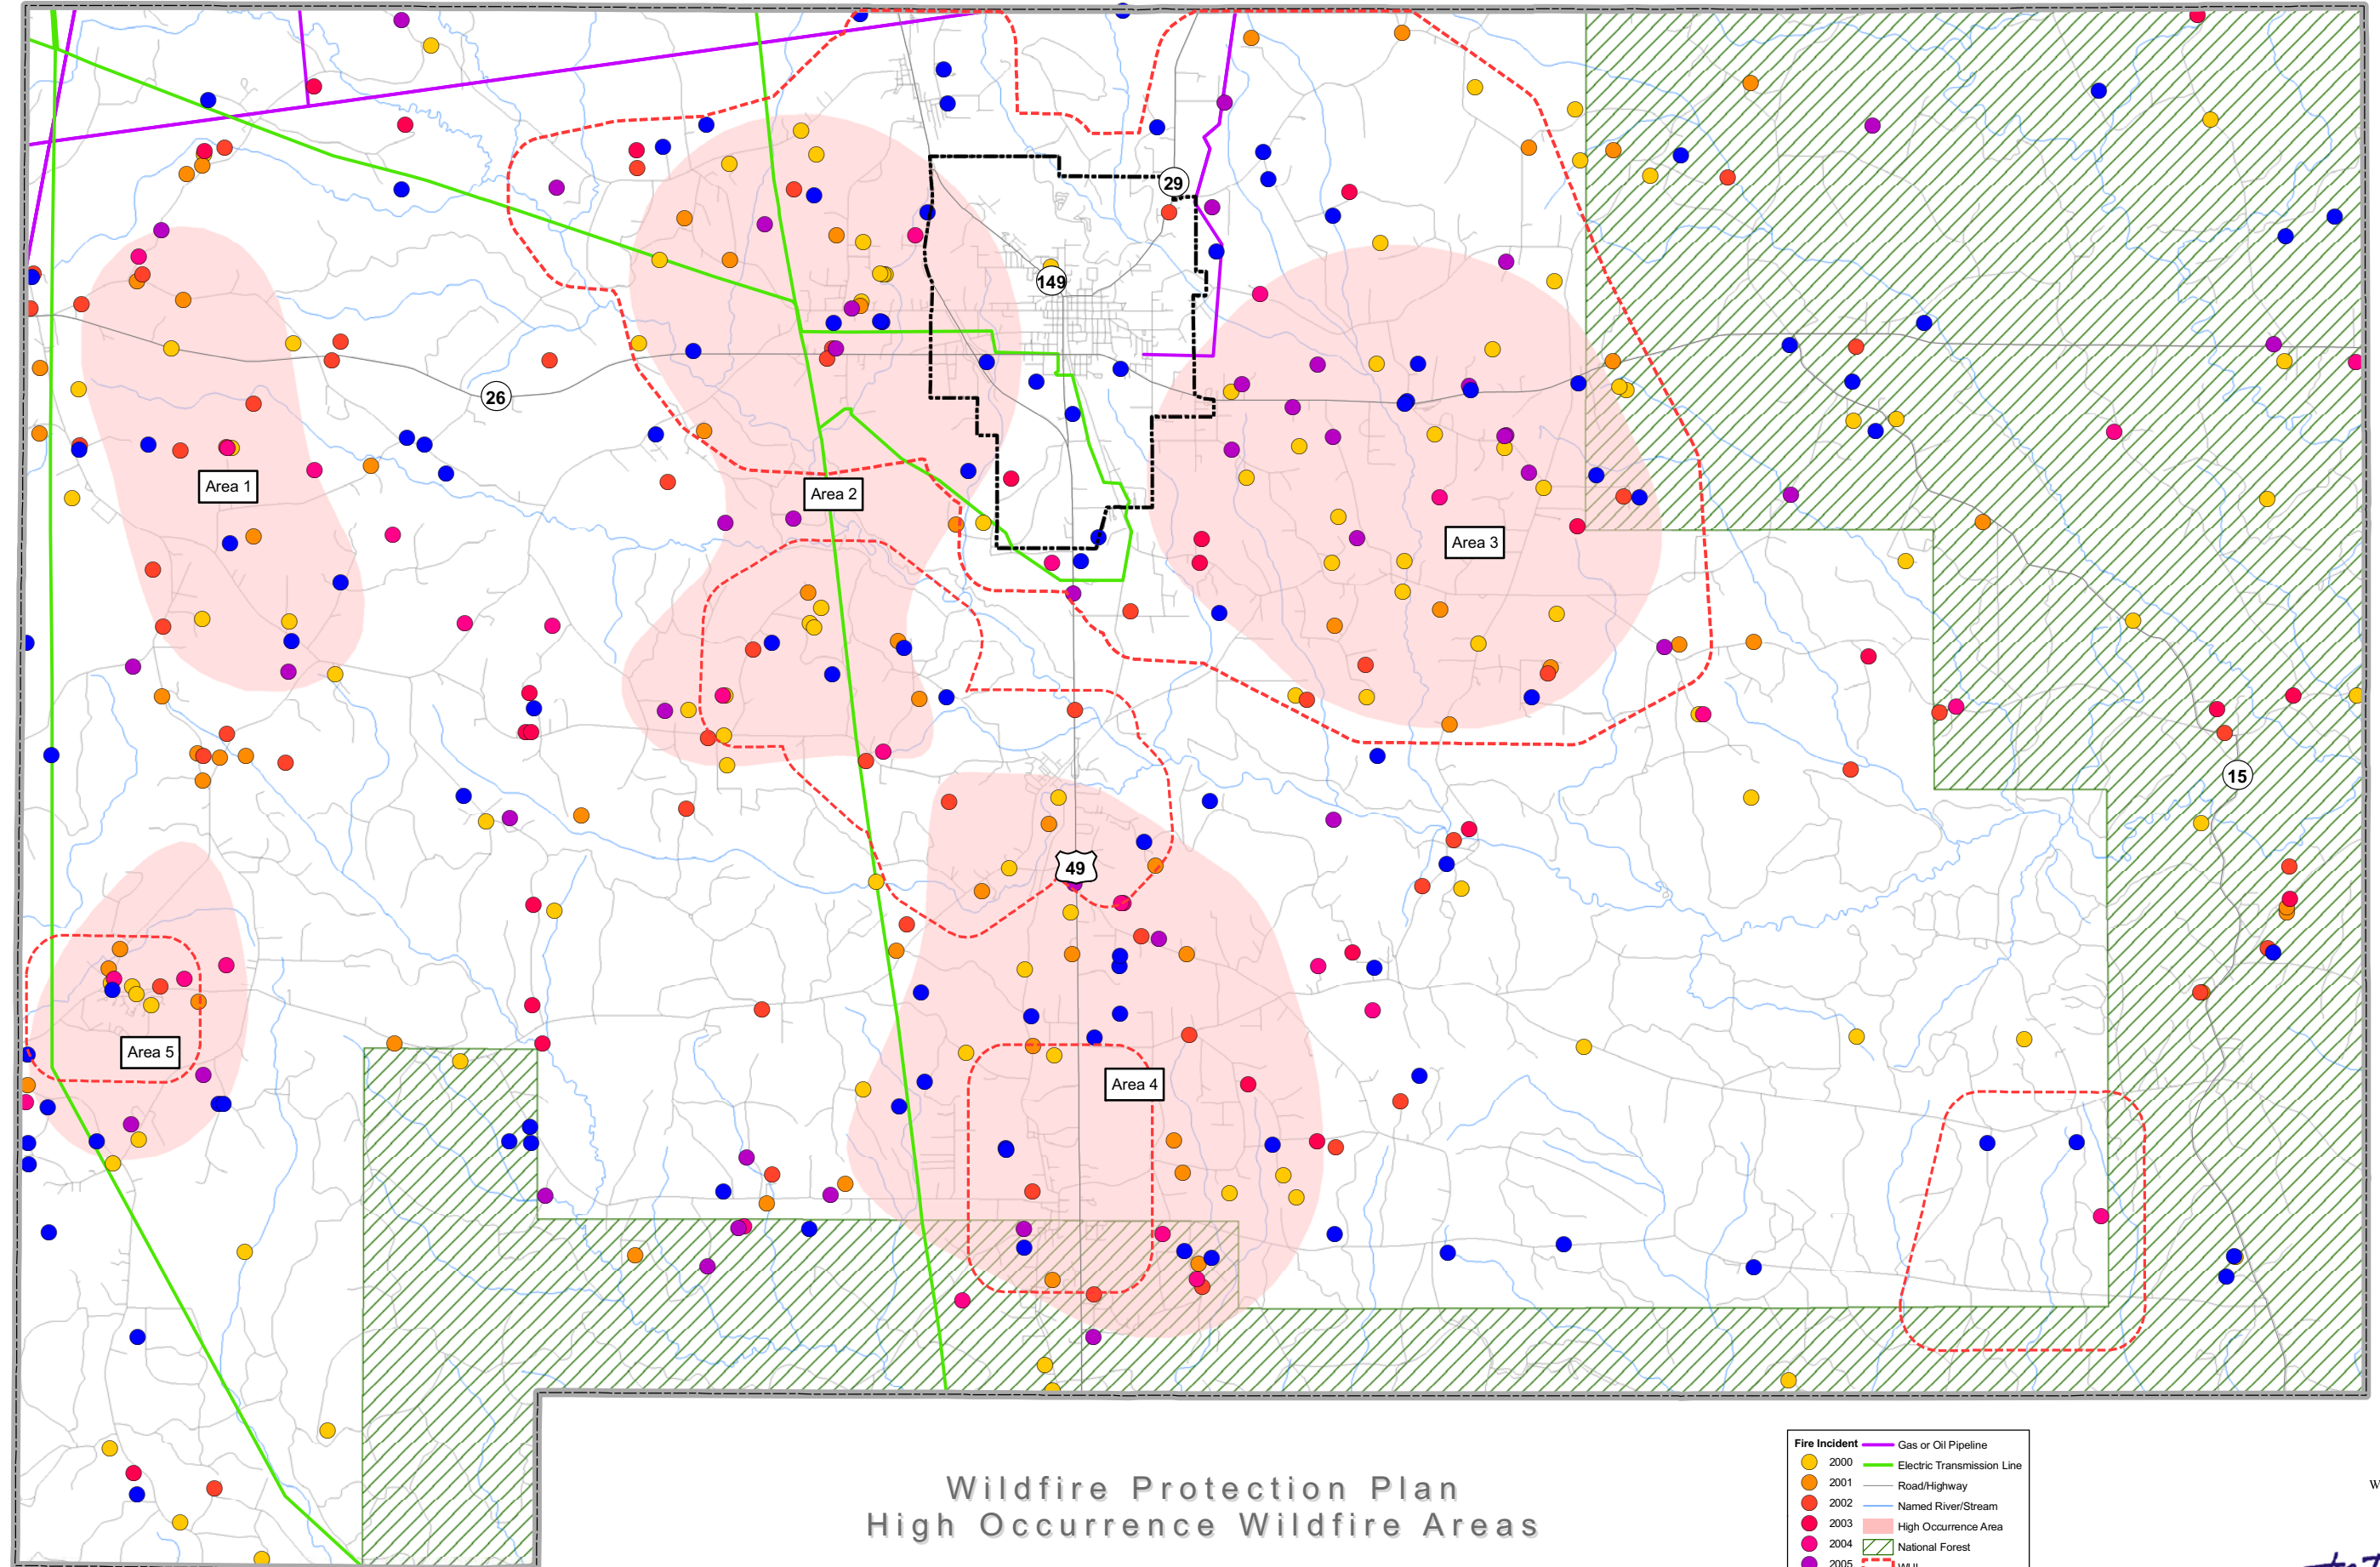 29
149
26
Area 1
Area 2
Area 3
15
49
Area 5
Area 4
Wildfire Protection Plan
High Occurrence Wildfire Areas
Fire Incident
2000
2001
2002
2003
2004
2005
Gas or Oil Pipeline
Electric Transmission Line
Road/Highway
Named River/Stream
High Occurrence Area
National Forest
W